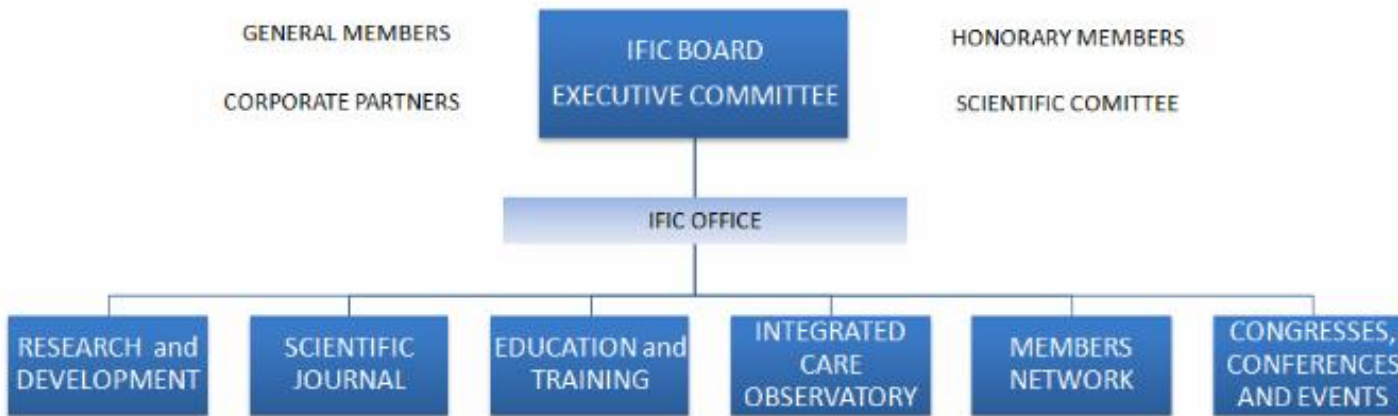 GENERAL MEMBERS
IFIC BOARD
EXECUTIVE COMMITTEE
HONORARY MEMBERS
CORPORATE PARTNERS
SCIENTIFIC COMITTEE
IFIC OFFICE
RESEARCH and
DEVELOPMENT
SCIENTIFIC
JOURNAL
EDUCATION and
TRAINING
INTEGRATED
CARE
OBSERVATORY
MEMBERS
NETWORK
CONGRESSES,
CONFERENCES
AND EVENTS